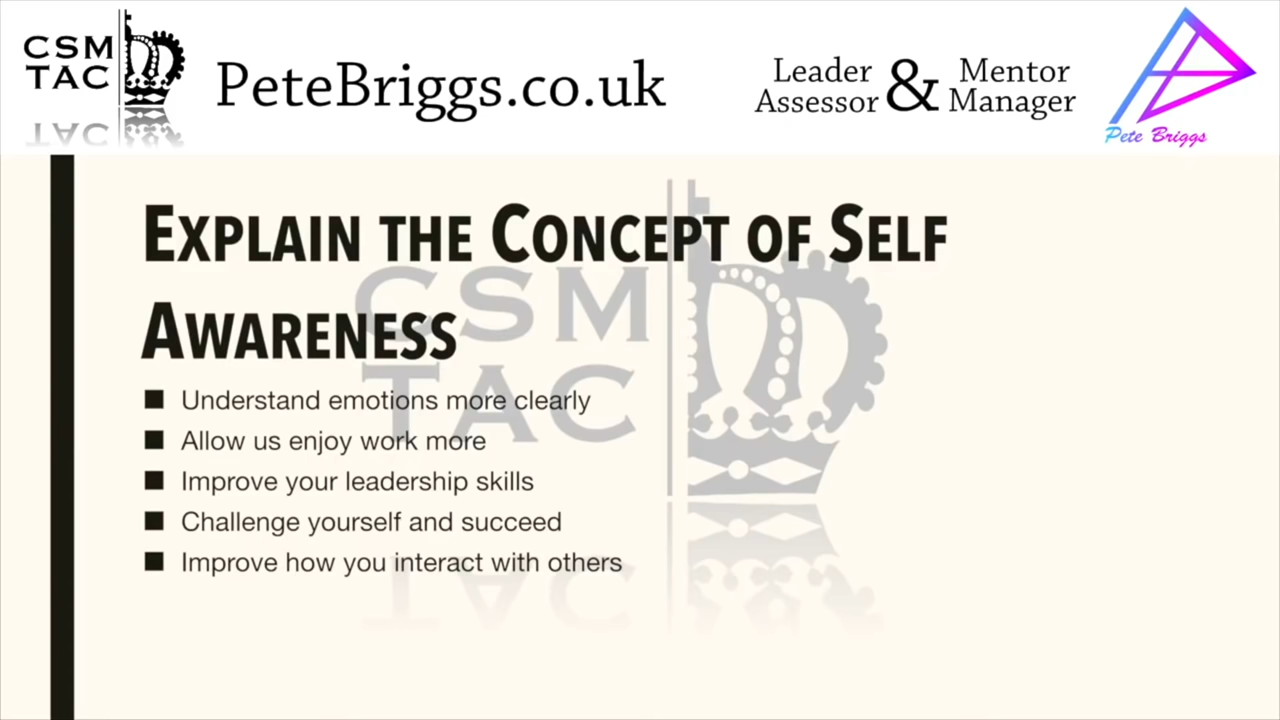 CSM
TAC
PeteBriggs.co.uk
Leader
Assessor
&
Mentor
Manager
Pete Briggs
EXPLAIN THE CONCEPT OF SELF
AWARENESS
CSM
TAC
Understand emotions more clearly
Allow us enjoy work more
Improve your leadership skills
Challenge yourself and succeed
Improve how you interact with others